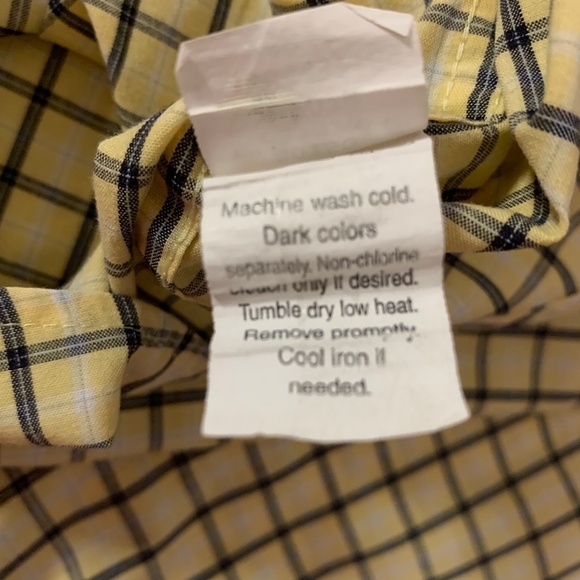 Machine wash cold.
Dark colors
separately. Non-chlorine
bleach only if desired.
Tumble dry low heat.
Remove promptly.
Cool iron if
needed.